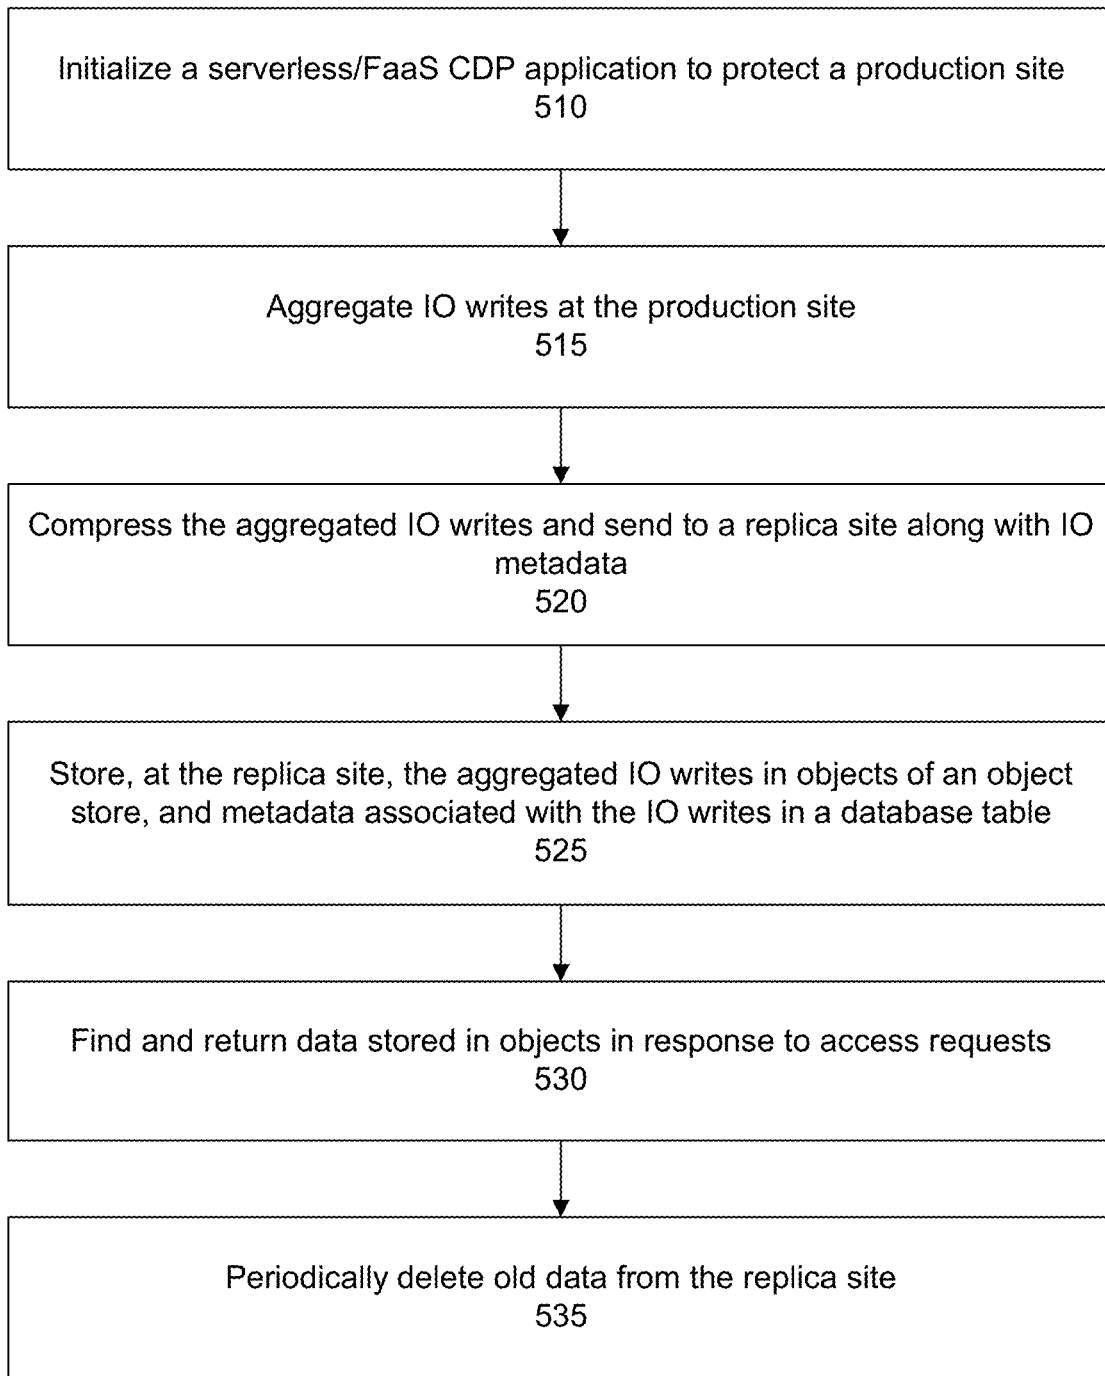 Initialize a serverless/FaaS CDP application to protect a production site
510
Aggregate IO writes at the production site
515
Compress the aggregated IO writes and send to a replica site along with IO
metadata
520
Store, at the replica site, the aggregated IO writes in objects of an object
store, and metadata associated with the IO writes in a database table
525
Find and return data stored in objects in response to access requests
530
Periodically delete old data from the replica site
535